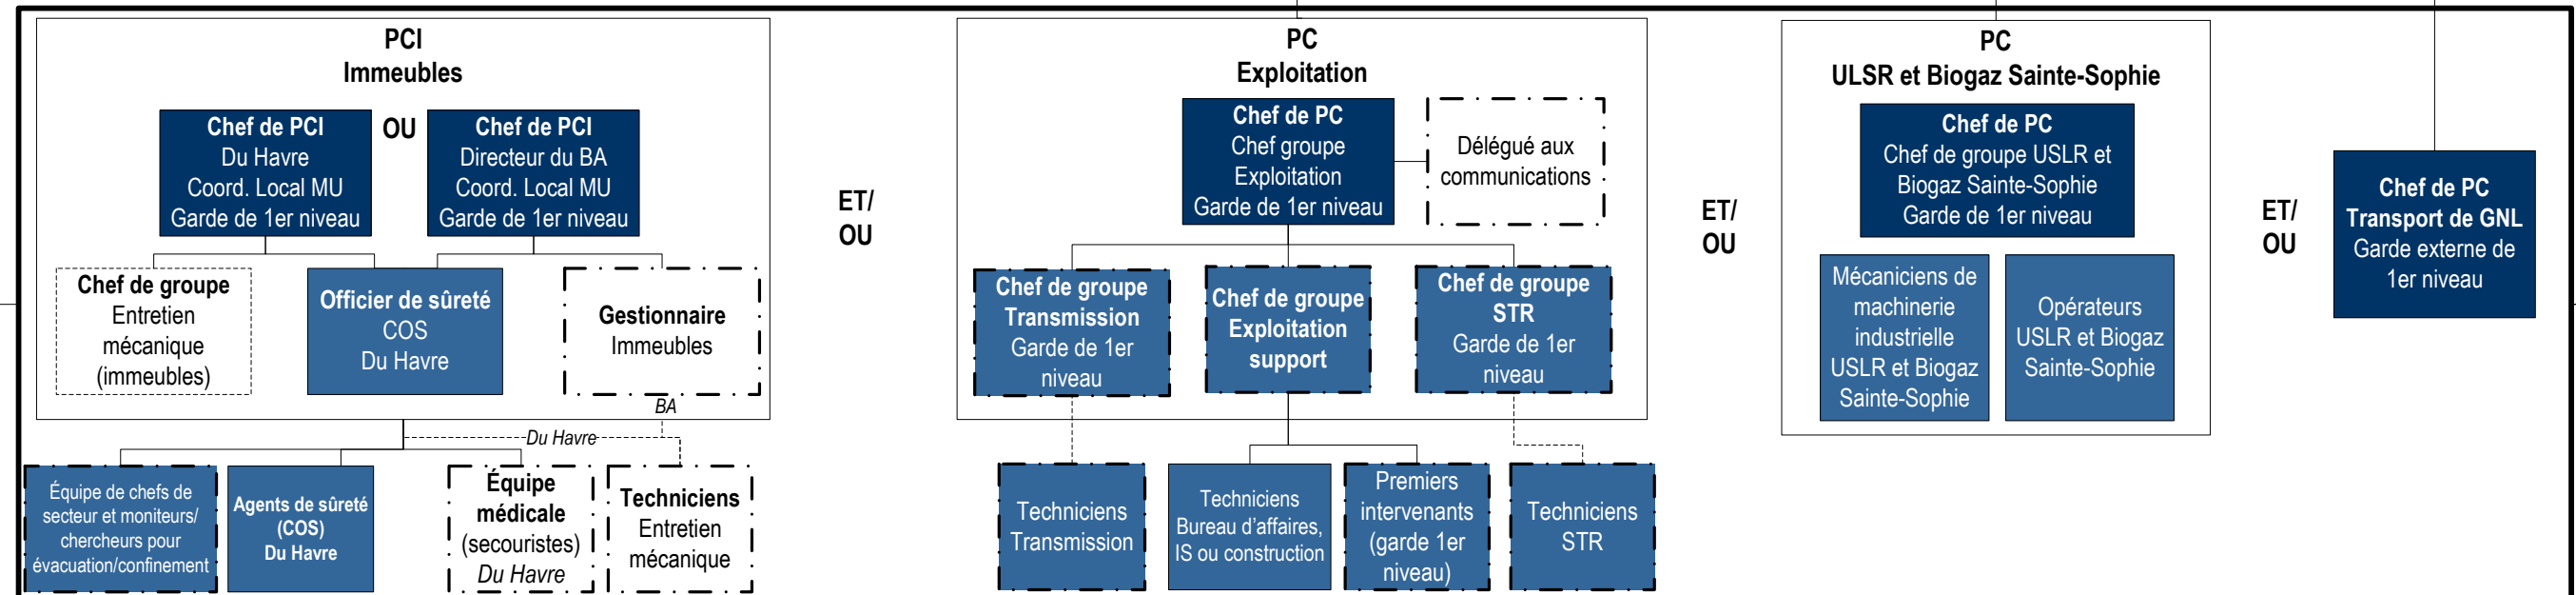 PCI
Immeubles
Chef de PCI
Du Havre
Coord. Local MU
Garde de 1er niveau
OU
Chef de PCI
Directeur du BA
Coord. Local MU
Garde de 1er niveau
Chef de groupe
Entretien
mécanique
(immeubles)
Officier de sûreté
COS
Du Havre
Gestionnaire
Immeubles
BA
Du Havre
Équipe de chefs de
secteur et moniteurs/
chercheurs pour
évacuation/confinement
Agents de sûreté
(COS)
Du Havre
Équipe
médicale
(secouristes)
Du Havre
Techniciens
Entretien
mécanique
ET/
OU
PC
Exploitation
Chef de PC
Chef groupe
Exploitation
Garde de 1er niveau
Délégué aux
communications
Chef de groupe
Transmission
Garde de 1er
niveau
Chef de groupe
Exploitation
support
Chef de groupe
STR
Garde de 1er
niveau
Techniciens
Transmission
Techniciens
Bureau d’affaires,
IS ou construction
Premiers
intervenants
(garde 1er
niveau)
Techniciens
STR
ET/
OU
PC
ULSR et Biogaz Sainte-Sophie
Chef de PC
Chef de groupe USLR et
Biogaz Sainte-Sophie
Garde de 1er niveau
Mécaniciens de
machinerie
industrielle
USLR et Biogaz
Sainte-Sophie
Opérateurs
USLR et Biogaz
Sainte-Sophie
ET/
OU
Chef de PC
Transport de GNL
Garde externe de
1er niveau